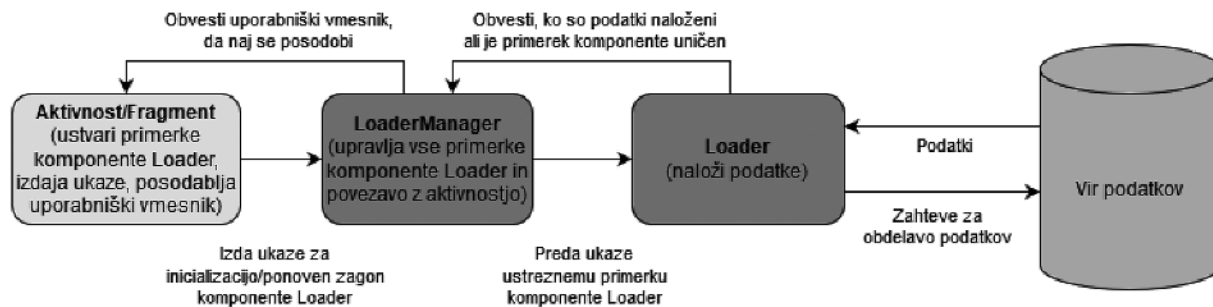 Obvesti uporabniški vmesnik,
da naj se posodobi
Obvesti, ko so podatki naloženi
ali je primerek komponente uničen
Aktivnost/Fragment
(ustvari primerke
komponente Loader,
izdaja ukaze, posodablja
uporabniški vmesnik)
LoaderManager
(upravlja vse primerke
komponente Loader in
povezavo z aktivnostjo)
Loader
(naloži podatke)
Podatki
Vir podatkov
Zahteve za
obdelavo podatkov
Izda ukaze za
inicializacijo/ponoven zagon
komponente Loader
Preda ukaze
ustreznemu primerku
komponente Loader